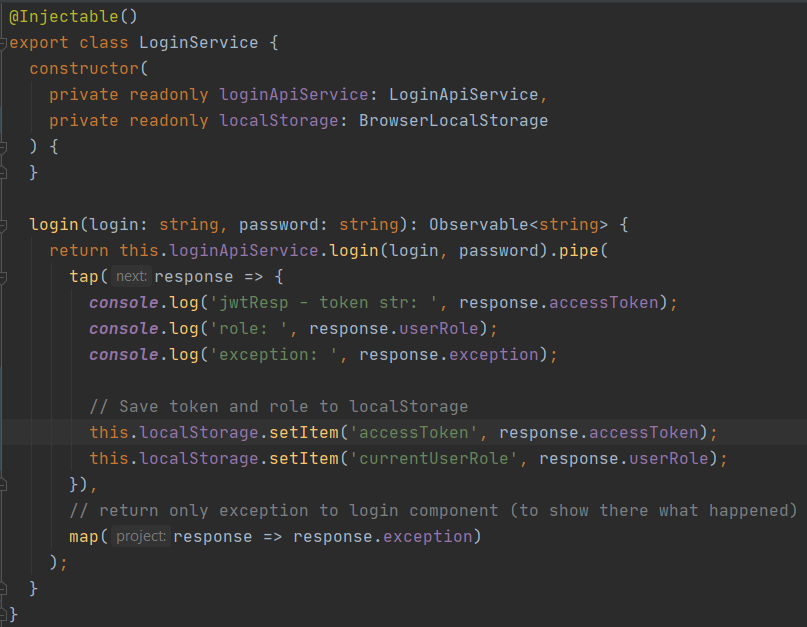 @Injectable()
export class LoginService {
  constructor(
    private readonly loginApiService: LoginApiService,
    private readonly localStorage: BrowserLocalStorage
  ) {
  }

  login(login: string, password: string): Observable<string> {
    return this.loginApiService.login(login, password).pipe(
      tap( next: response => {
        console.log('jwtResp - token str: ', response.accessToken);
        console.log('role: ', response.userRole);
        console.log('exception: ', response.exception);

        // Save token and role to localStorage
        this.localStorage.setItem('accessToken', response.accessToken);
        this.localStorage.setItem('currentUserRole', response.userRole);
      }),
      // return only exception to login component (to show there what happened)
      map( project: response => response.exception)
    );
  }
}